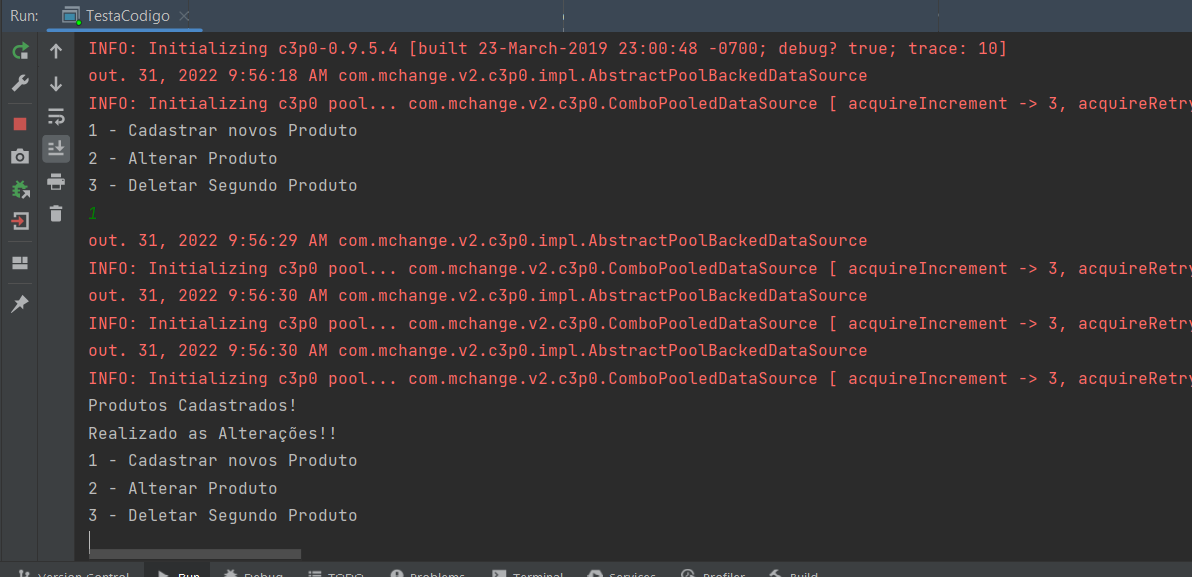 Run: TestaCodigo
INFO: Initializing c3p0-0.9.5.4 [built 23-March-2019 23:00:48 -0700; debug? true; trace: 10]
out. 31, 2022 9:56:18 AM com.mchange.v2.c3p0.impl.AbstractPoolBackedDataSource
INFO: Initializing c3p0 pool... com.mchange.v2.c3p0.ComboPooledDataSource [ acquireIncrement -> 3, acquireRetry
1 - Cadastrar novos Produto
2 - Alterar Produto
3 - Deletar Segundo Produto
1
out. 31, 2022 9:56:29 AM com.mchange.v2.c3p0.impl.AbstractPoolBackedDataSource
INFO: Initializing c3p0 pool... com.mchange.v2.c3p0.ComboPooledDataSource [ acquireIncrement -> 3, acquireRetry
out. 31, 2022 9:56:30 AM com.mchange.v2.c3p0.impl.AbstractPoolBackedDataSource
INFO: Initializing c3p0 pool... com.mchange.v2.c3p0.ComboPooledDataSource [ acquireIncrement -> 3, acquireRetry
out. 31, 2022 9:56:30 AM com.mchange.v2.c3p0.impl.AbstractPoolBackedDataSource
INFO: Initializing c3p0 pool... com.mchange.v2.c3p0.ComboPooledDataSource [ acquireIncrement -> 3, acquireRetry
Produtos Cadastrados!
Realizado as Alterações!!
1 - Cadastrar novos Produto
2 - Alterar Produto
3 - Deletar Segundo Produto
Version Control Run Debug TODO Problems Terminal Services Profiler Build